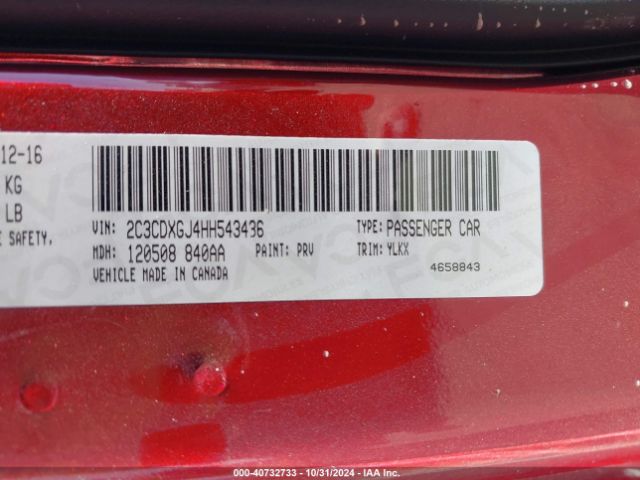 12-16
KG
LB
E SAFETY,
VIN: 2C3CDXGJ4HH543436 TYPE: PASSENGER CAR
MDH: 120508 840AA PAINT: PRV TRIM: YLKX
VEHICLE MADE IN CANADA 4658843
000-40732733 - 10/31/2024 - IAA Inc.